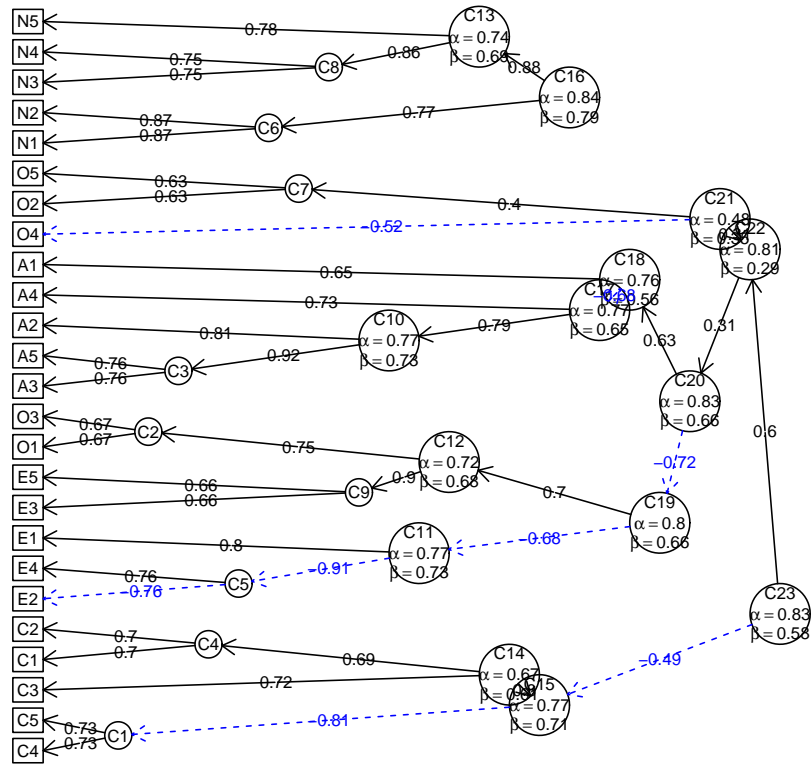 N5
N4
N3
N2
N1
O5
O2
O4
A1
A4
A2
A5
A3
O3
O1
E5
E3
E1
E4
E2
C2
C1
C3
C5
C4
0.78
0.75
0.75
C8
0.86
C13
α = 0.74
β = 0.69
0.88
C16
α = 0.84
β = 0.79
0.87
0.87
C6
0.77
0.63
0.63
C7
0.4
−0.52
C21
α = 0.48
C22
α = 0.81
β = 0.29
0.65
C18
α = 0.76
β = 0.56
0.73
α = 0.77
β = 0.65
0.81
C10
α = 0.77
β = 0.73
0.79
0.76
0.76
C3
0.92
0.63
0.31
C20
α = 0.83
β = 0.66
0.6
0.67
0.67
C2
0.75
C12
α = 0.72
β = 0.68
−0.72
0.66
0.66
C9
0.9
0.7
C19
α = 0.8
β = 0.66
0.8
C11
α = 0.77
β = 0.73
−0.68
0.76
−0.76
C5
−0.91
C23
α = 0.83
β = 0.58
0.7
0.7
C4
0.69
C14
α = 0.67
−0.49
0.72
C15
α = 0.77
β = 0.71
0.73
0.73
C1
−0.81